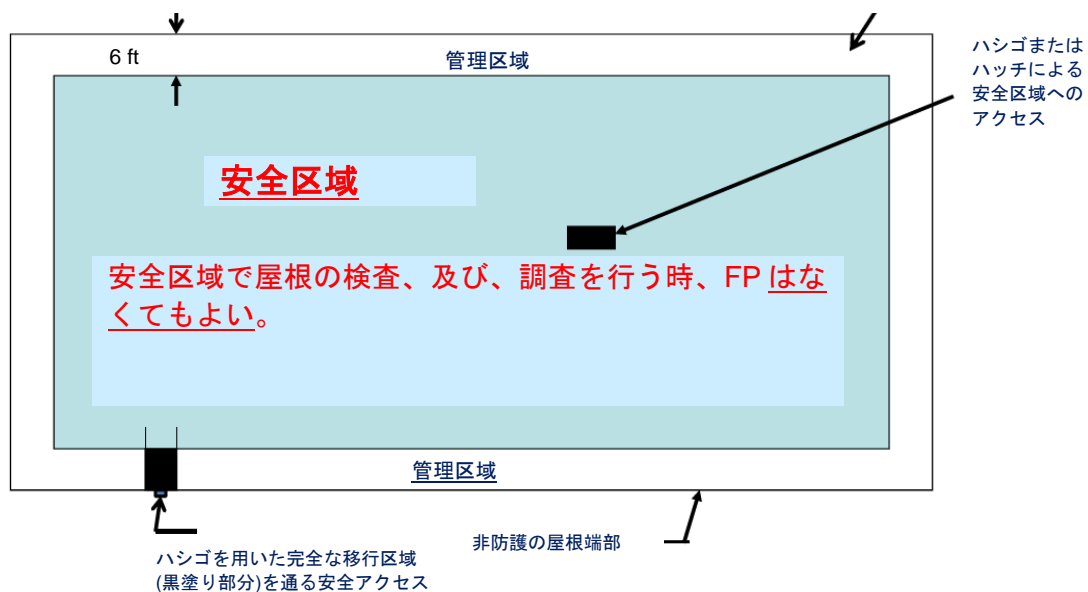 6 ft
管理区域
ハシゴまたは
ハッチによる
安全区域への
アクセス
安全区域
安全区域で屋根の検査、及び、調査を行う時、FP はな
くてもよい。
管理区域
非防護の屋根端部
ハシゴを用いた完全な移行区域
(黒塗り部分)を通る安全アクセス